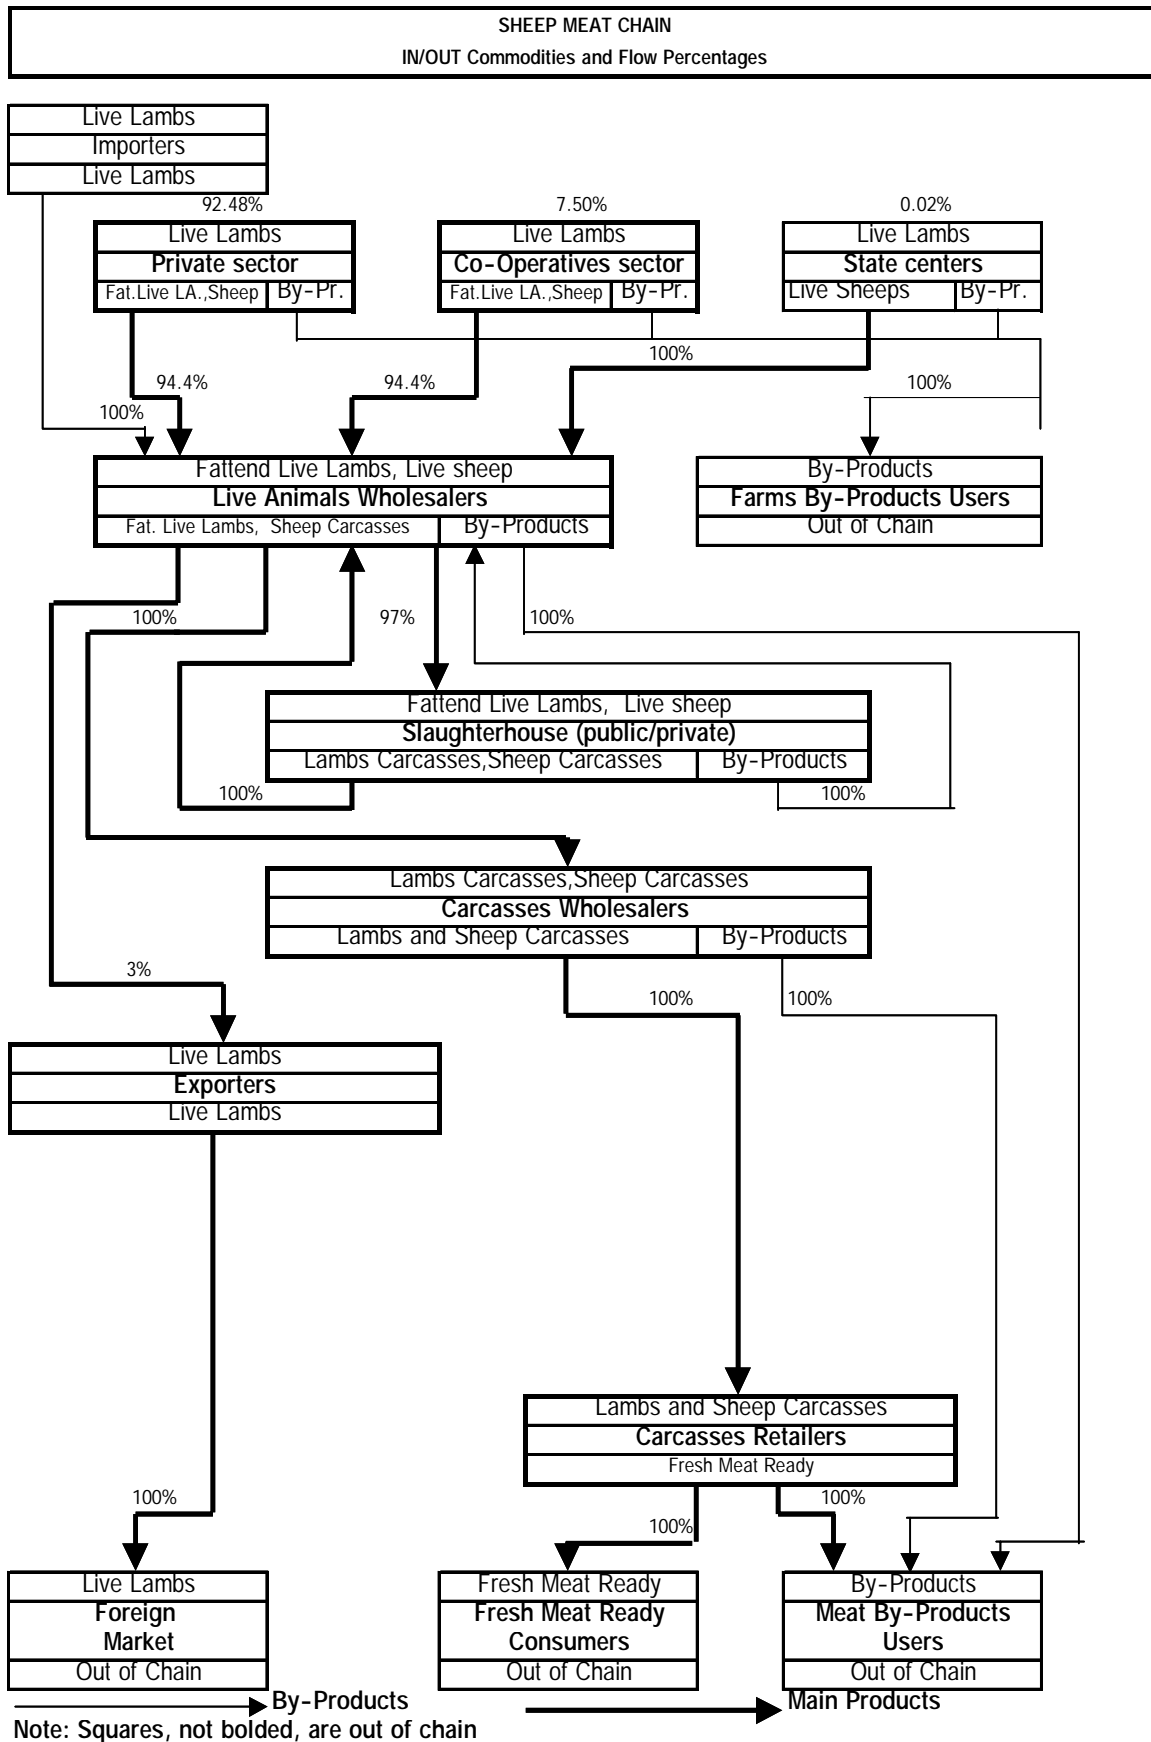 SHEEP MEAT CHAIN
IN/OUT Commodities and Flow Percentages
Live Lambs
Importers
Live Lambs
92.48%
7.50%
0.02%
Live Lambs
Private sector
Fat.Live LA.,Sheep
By-Pr.
Live Lambs
Co-Operatives sector
Fat.Live LA.,Sheep
By-Pr.
Live Lambs
State centers
Live Sheeps
By-Pr.
100%
94.4%
94.4%
100%
100%
Fattend Live Lambs, Live sheep
Live Animals Wholesalers
Fat. Live Lambs, Sheep Carcasses
By-Products
By-Products
Farms By-Products Users
Out of Chain
100%
97%
100%
Fattend Live Lambs, Live sheep
Slaughterhouse (public/private)
Lambs Carcasses,Sheep Carcasses
By-Products
100%
100%
Lambs Carcasses,Sheep Carcasses
Carcasses Wholesalers
Lambs and Sheep Carcasses
By-Products
3%
100%
100%
Live Lambs
Exporters
Live Lambs
Lambs and Sheep Carcasses
Carcasses Retailers
Fresh Meat Ready
100%
100%
100%
Live Lambs
Foreign
Market
Out of Chain
Fresh Meat Ready
Fresh Meat Ready
Consumers
Out of Chain
By-Products
Meat By-Products
Users
Out of Chain
By-Products
Main Products
Note: Squares, not bolded, are out of chain